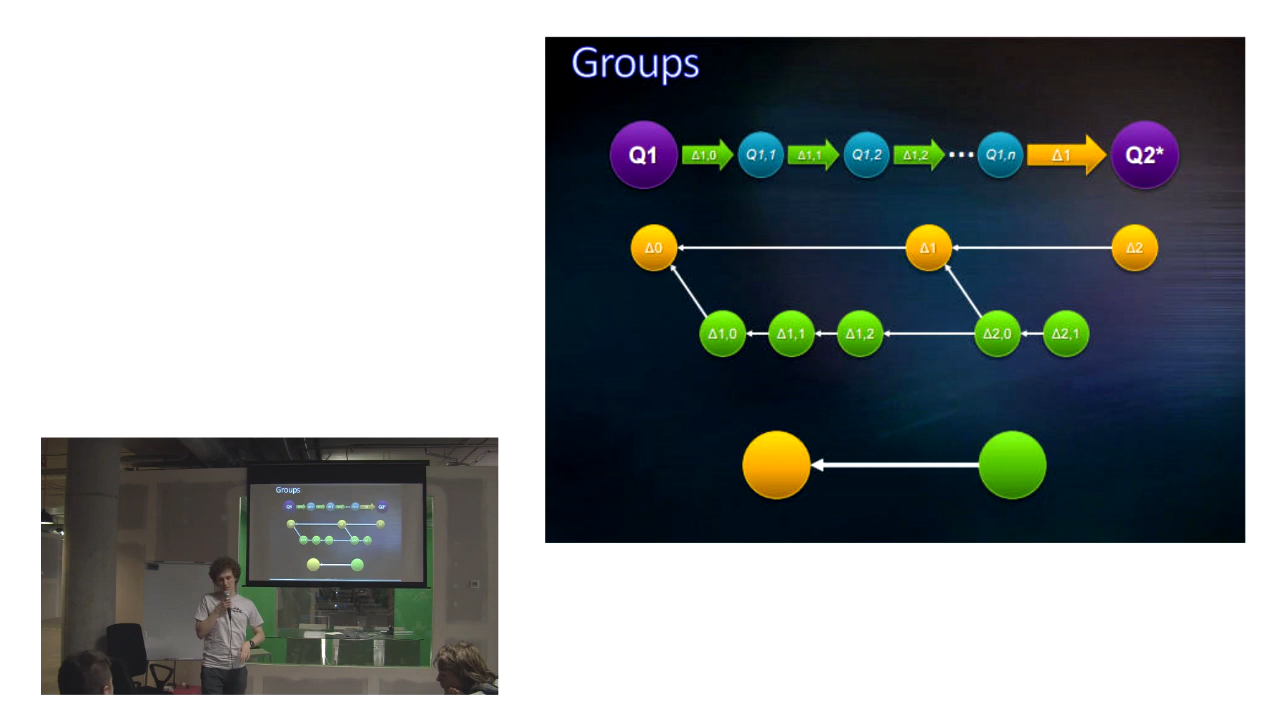 Groups
Q1 Δ1,0 Q1,1 Δ1,1 Q1,2 Δ1,2 ••• Q1,n Δ1 Q2*
Δ0 Δ1 Δ2
Δ1,0 Δ1,1 Δ1,2 Δ2,0 Δ2,1
Groups